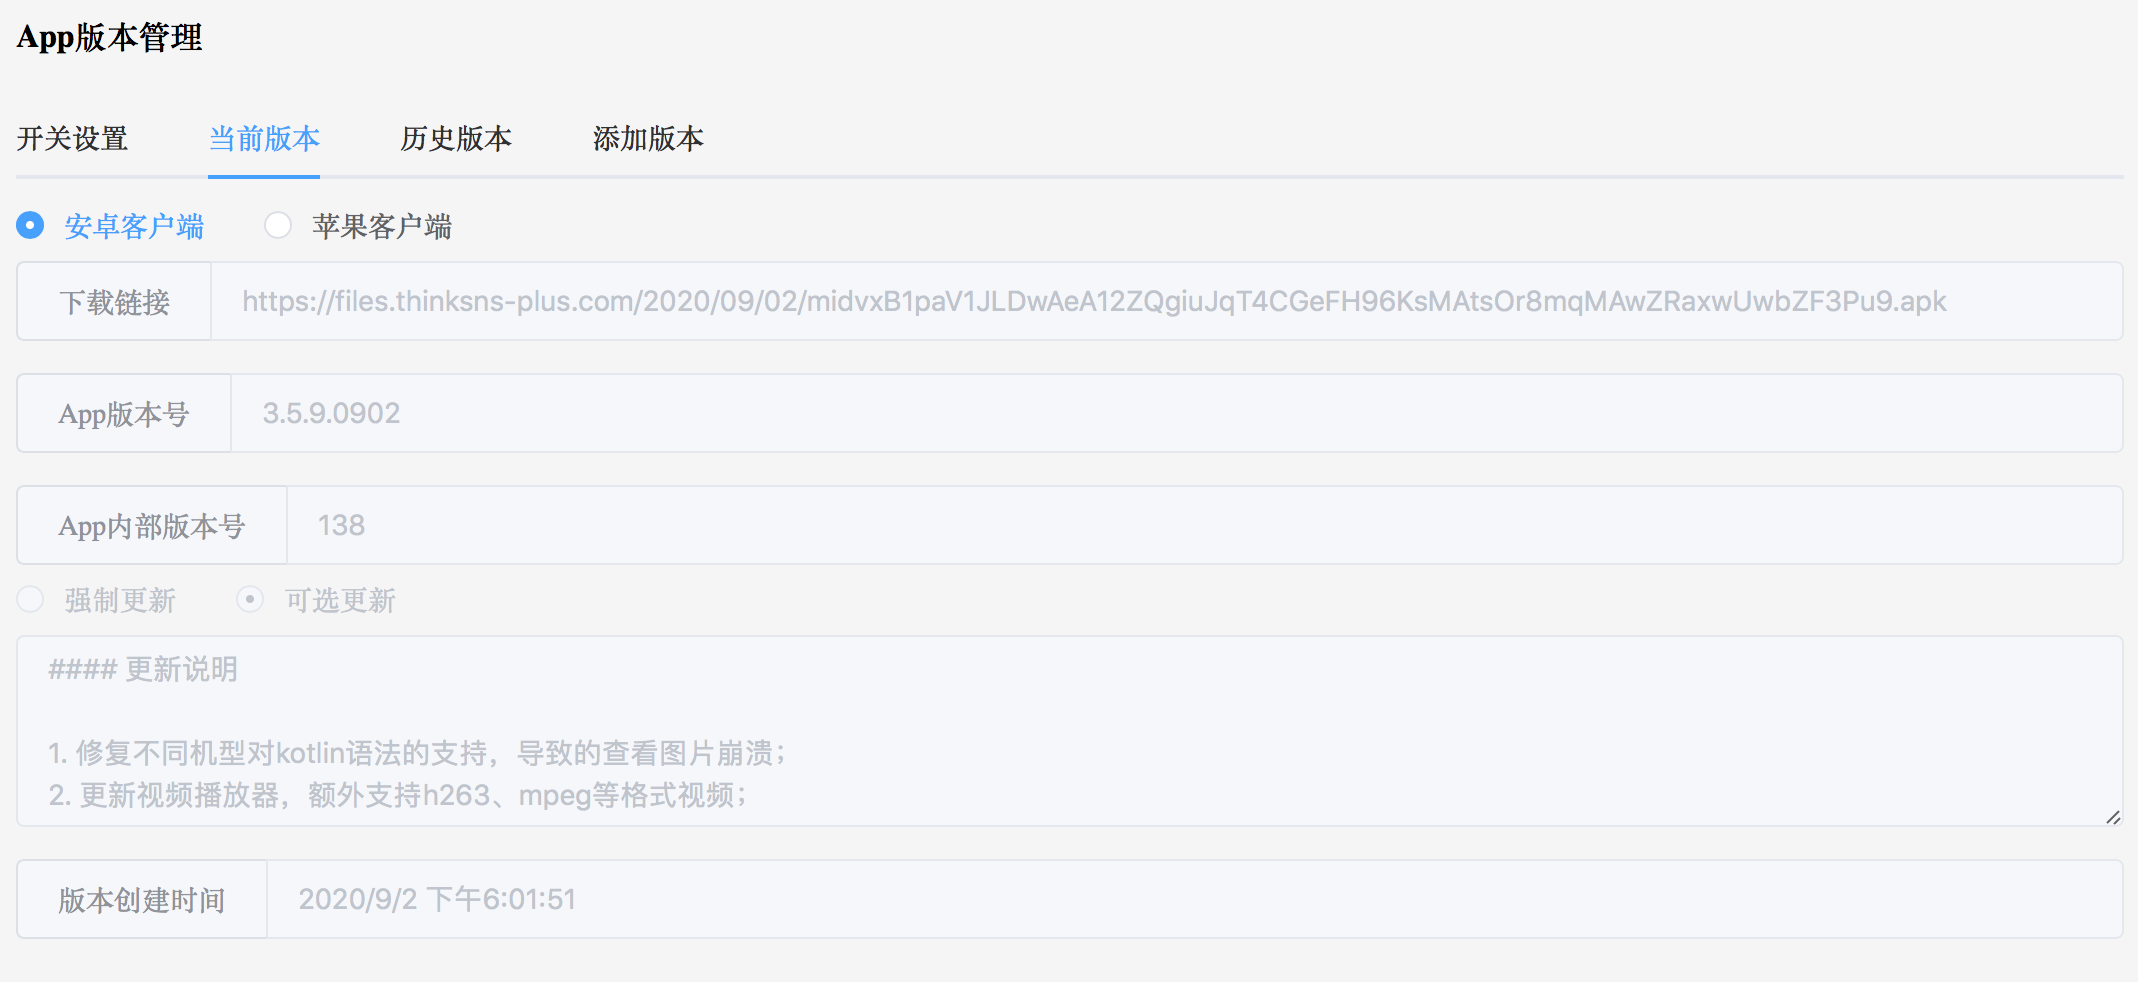 App版本管理
开关设置 当前版本 历史版本 添加版本
安卓客户端 苹果客户端
下载链接 https://files.thinksns-plus.com/2020/09/02/midvxB1paV1JLDwAeA12ZQgiuJqT4CGeFH96KsMAtsOr8mqMAwZRaxwUwbZF3Pu9.apk
App版本号 3.5.9.0902
App内部版本号 138
强制更新 可选更新
#### 更新说明
1. 修复不同机型对kotlin语法的支持，导致的查看图片崩溃；
2. 更新视频播放器，额外支持h263、mpeg等格式视频；
版本创建时间 2020/9/2 下午6:01:51